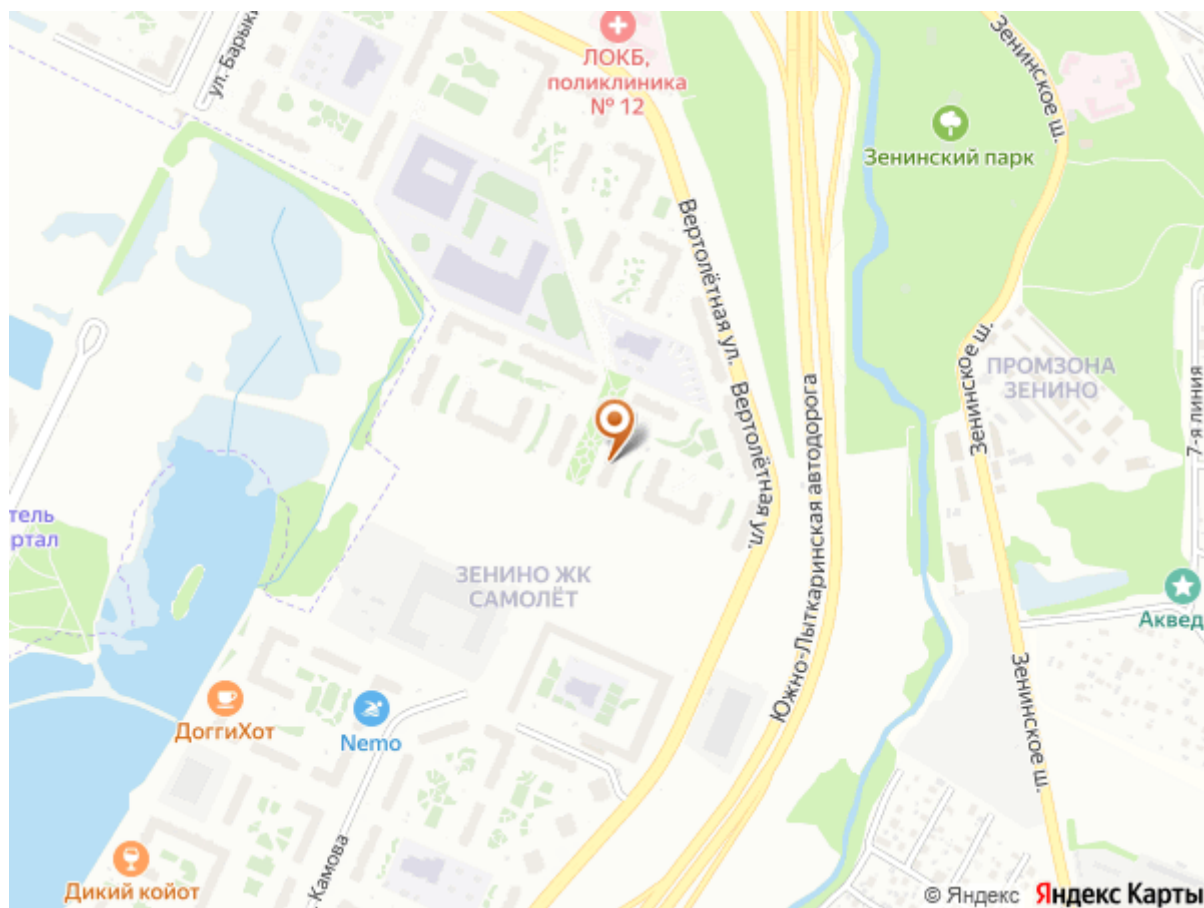 ул. Барыки
ЛОКБ,
поликлиника
№ 12
Зенинское ш.
Зенинский парк
Вертолётная ул.
Вертолётная ул.
Южно-Лыткаринская автодорога
Зенинское ш.
ПРОМЗОНА
ЗЕНИНО
7-я линия
тель
ртал
ЗЕНИНО ЖК
САМОЛЁТ
Аквед
Зенинское ш.
ДоггиХот
Nemo
Камова
Дикий койот
© Яндекс Яндекс Карты